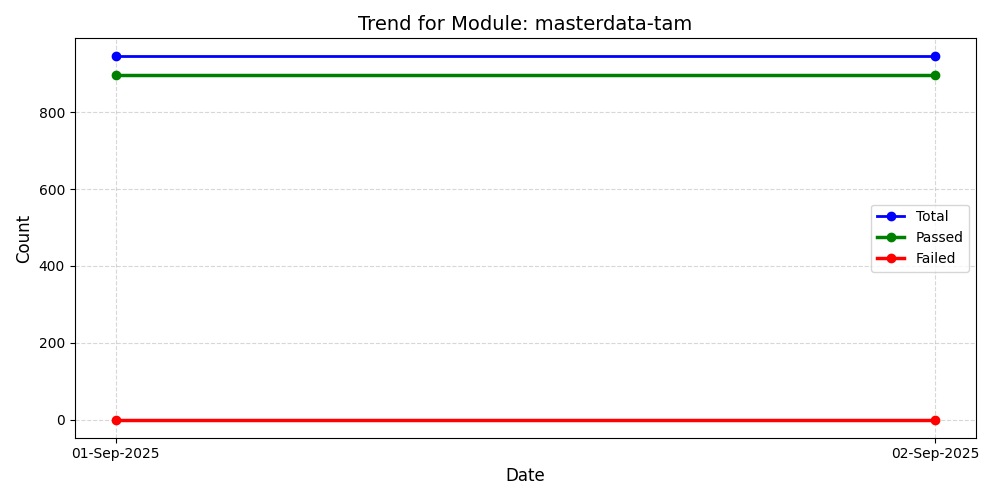 Trend for Module: masterdata-tam
Count
800
600
400
200
0
Total
Passed
Failed
01-Sep-2025
02-Sep-2025
Date